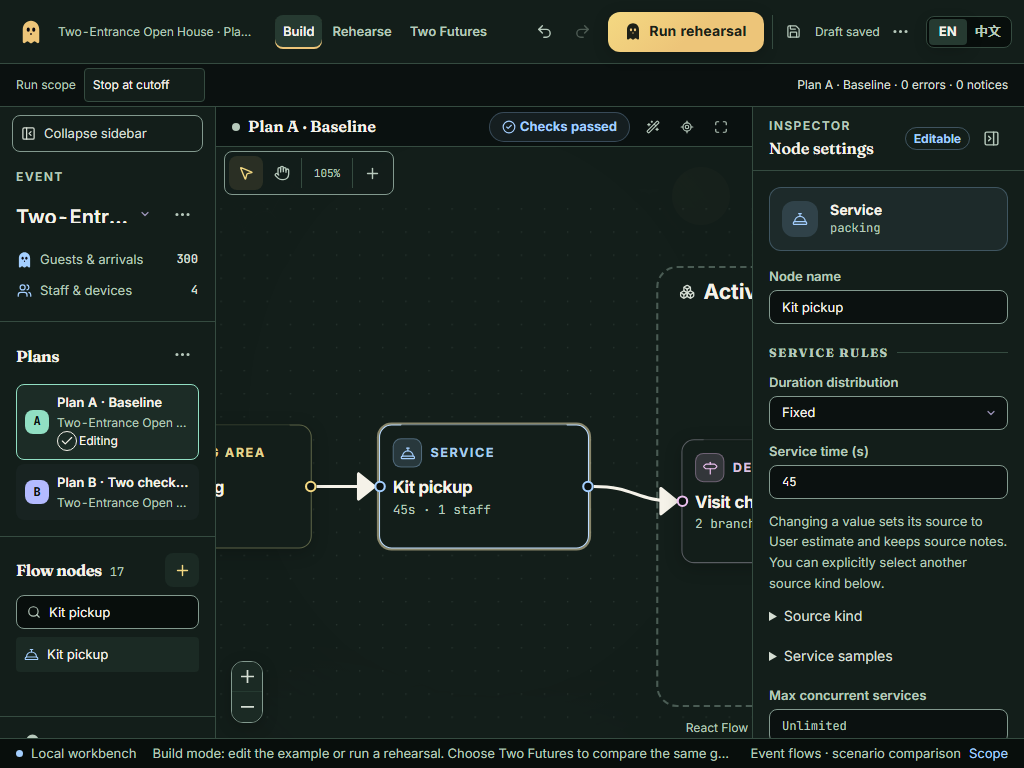 Two-Entrance Open House · Pla...
Build
Rehearse
Two Futures
Run rehearsal
Draft saved
EN
中文
Run scope
Stop at cutoff
Plan A · Baseline · 0 errors · 0 notices
Collapse sidebar
EVENT
Two-Entr...
Guests & arrivals 300
Staff & devices 4
Plans
A
Plan A · Baseline
Two-Entrance Open ...
Editing
B
Plan B · Two check...
Two-Entrance Open ...
Flow nodes 17
Kit pickup
Kit pickup
Plan A · Baseline
Checks passed
105%
G AREA
g
SERVICE
Kit pickup
45s · 1 staff
Activ
DE
Visit ch
2 branch
React Flow
INSPECTOR
Node settings
Editable
Service
packing
Node name
Kit pickup
SERVICE RULES
Duration distribution
Fixed
Service time (s)
45
Changing a value sets its source to
User estimate and keeps source notes.
You can explicitly select another
source kind below.
Source kind
Service samples
Max concurrent services
Unlimited
Local workbench
Build mode: edit the example or run a rehearsal. Choose Two Futures to compare the same g...
Event flows · scenario comparison
Scope